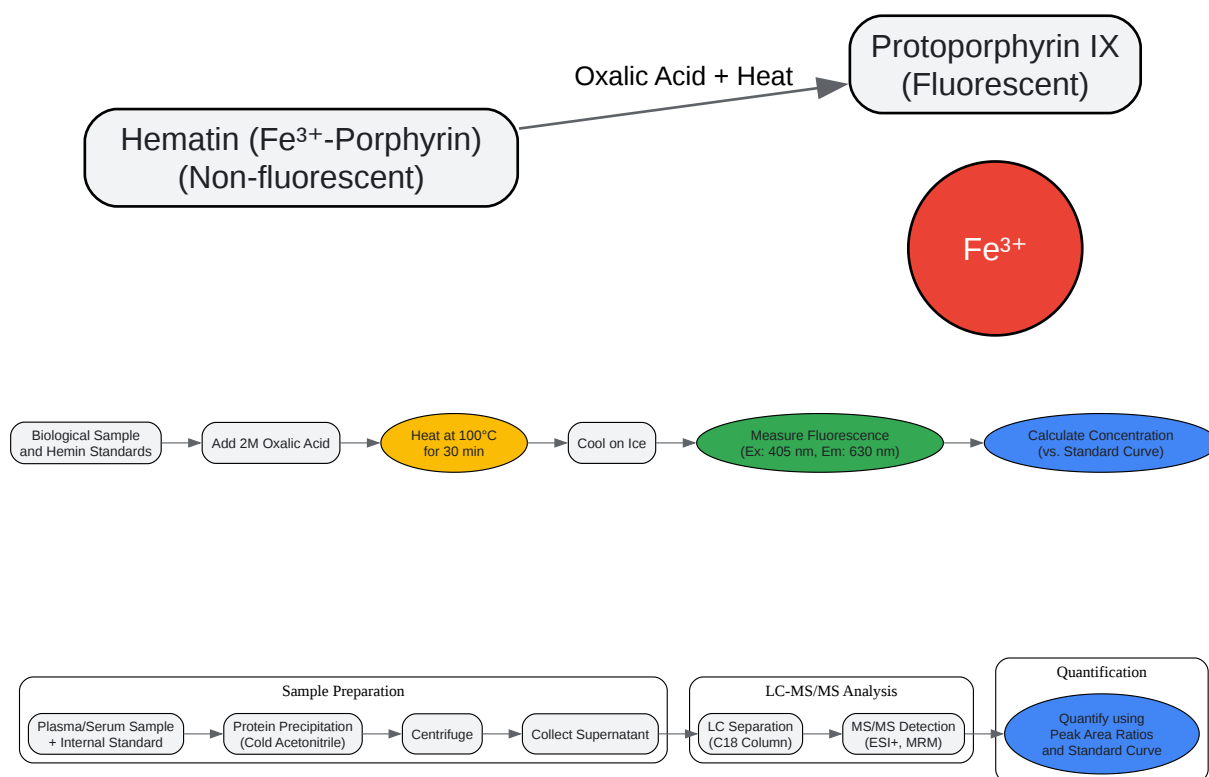 Protoporphyrin IX
(Fluorescent)
Oxalic Acid + Heat
Hematin (Fe³⁺-Porphyrin)
(Non-fluorescent)
Fe³⁺
Biological Sample
and Hemin Standards
Add 2M Oxalic Acid
Heat at 100°C
for 30 min
Cool on Ice
Measure Fluorescence
(Ex: 405 nm, Em: 630 nm)
Calculate Concentration
(vs. Standard Curve)
Sample Preparation
Plasma/Serum Sample
+ Internal Standard
Protein Precipitation
(Cold Acetonitrile)
Centrifuge
Collect Supernatant
LC-MS/MS Analysis
LC Separation
(C18 Column)
MS/MS Detection
(ESI+, MRM)
Quantification
Quantify using
Peak Area Ratios
and Standard Curve